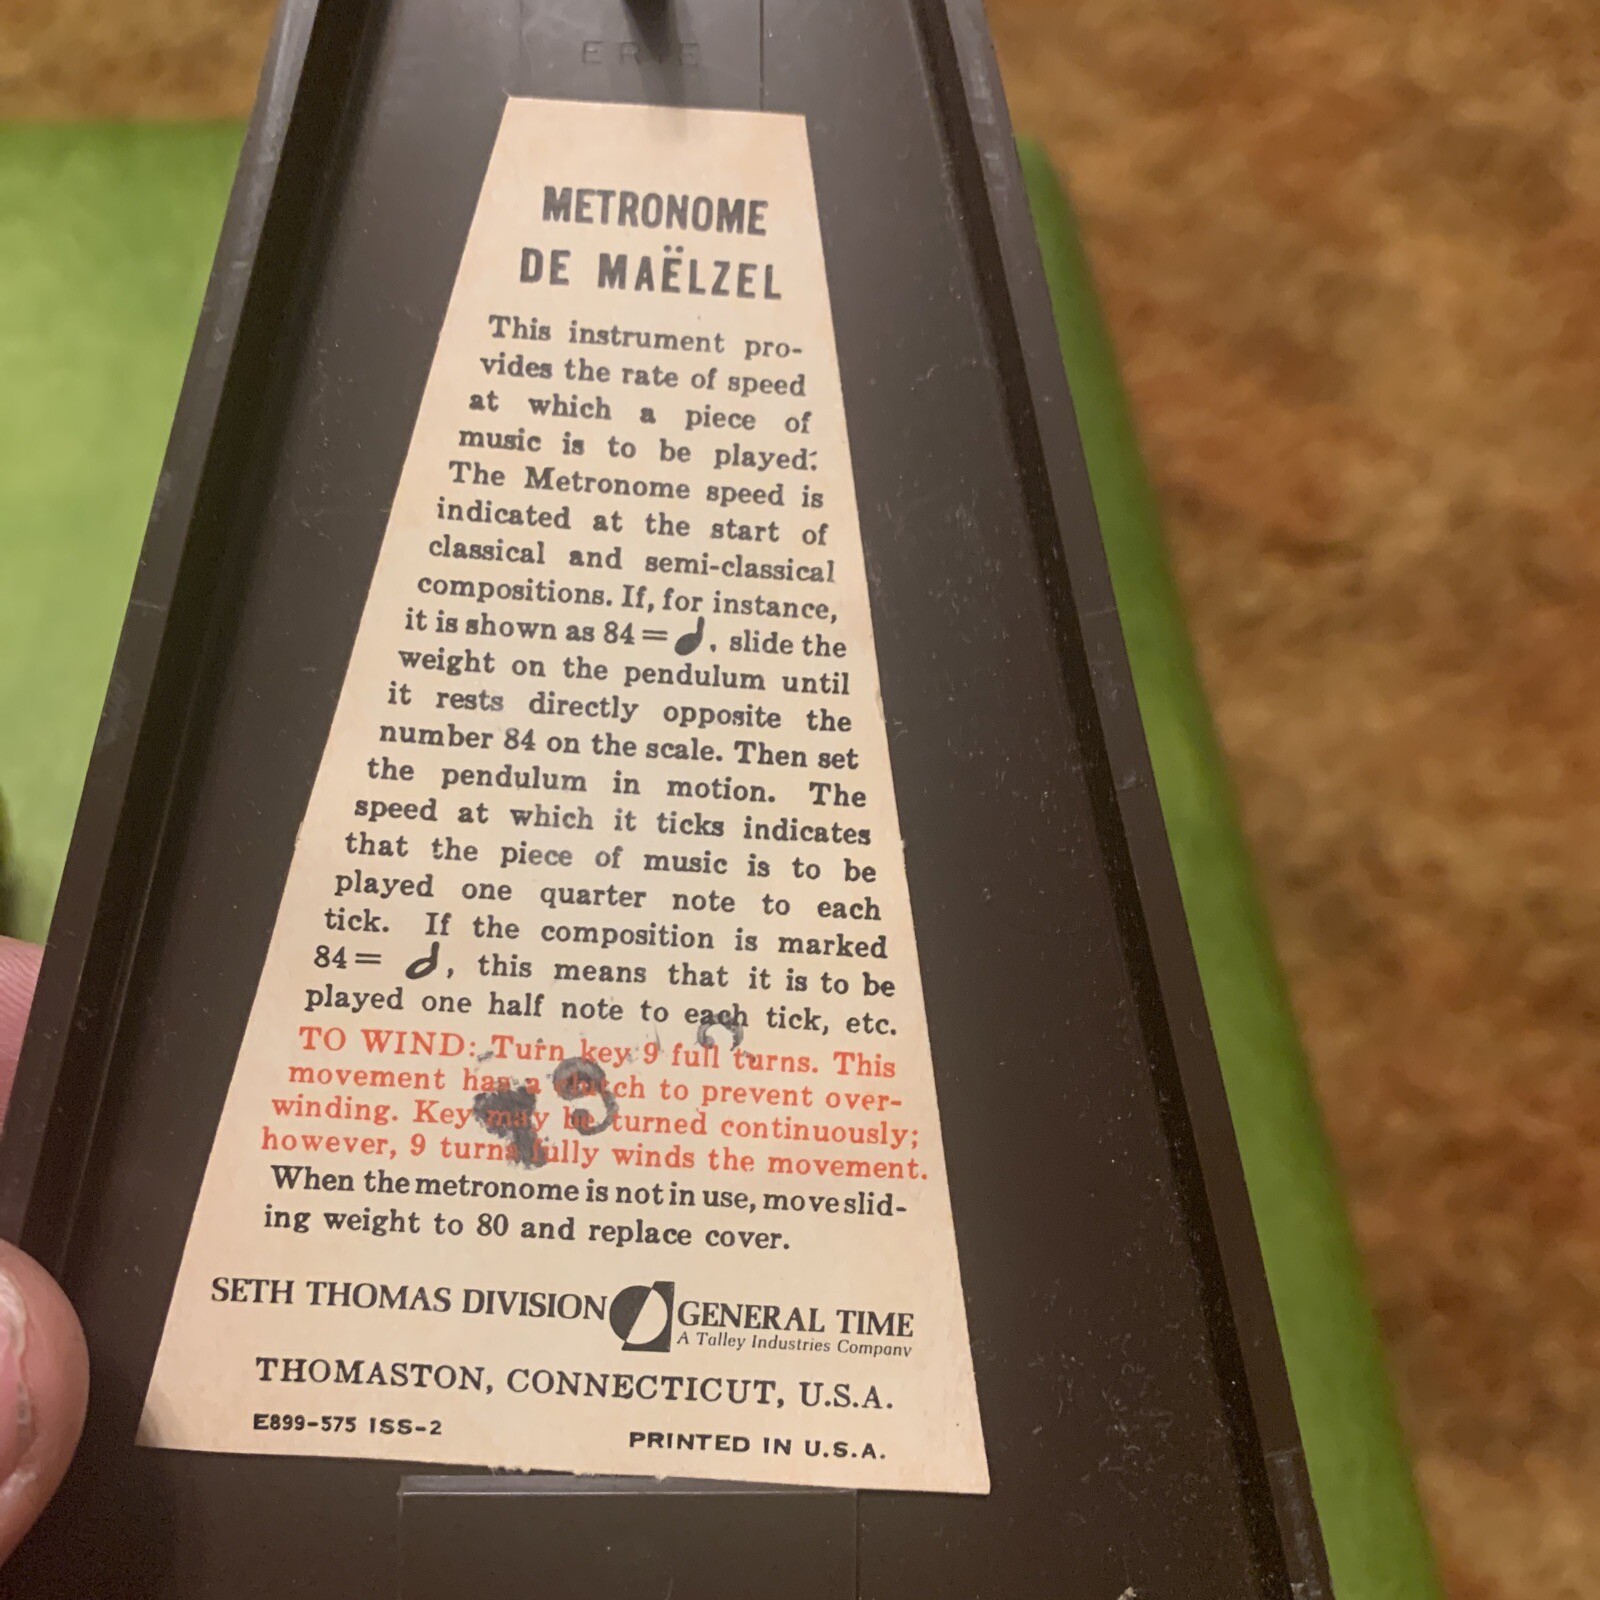 ERIE
METRONOME
DE MAËLZEL
This instrument pro-
vides the rate of speed
at which a piece of
music is to be played.
The Metronome speed is
indicated at the start of
classical and semi-classical
compositions. If, for instance,
it is shown as 84 = ♩, slide the
weight on the pendulum until
it rests directly opposite the
number 84 on the scale. Then set
the pendulum in motion. The
speed at which it ticks indicates
that the piece of music is to be
played one quarter note to each
tick. If the composition is marked
84 = 𝅗𝅥, this means that it is to be
played one half note to each tick, etc.
TO WIND: Turn key 9 full turns. This
movement has a clutch to prevent over-
winding. Key may be turned continuously;
however, 9 turns fully winds the movement.
When the metronome is not in use, move slid-
ing weight to 80 and replace cover.
SETH THOMAS DIVISION GENERAL TIME
A Talley Industries Company
THOMASTON, CONNECTICUT, U.S.A.
E899-575 ISS-2 PRINTED IN U.S.A.